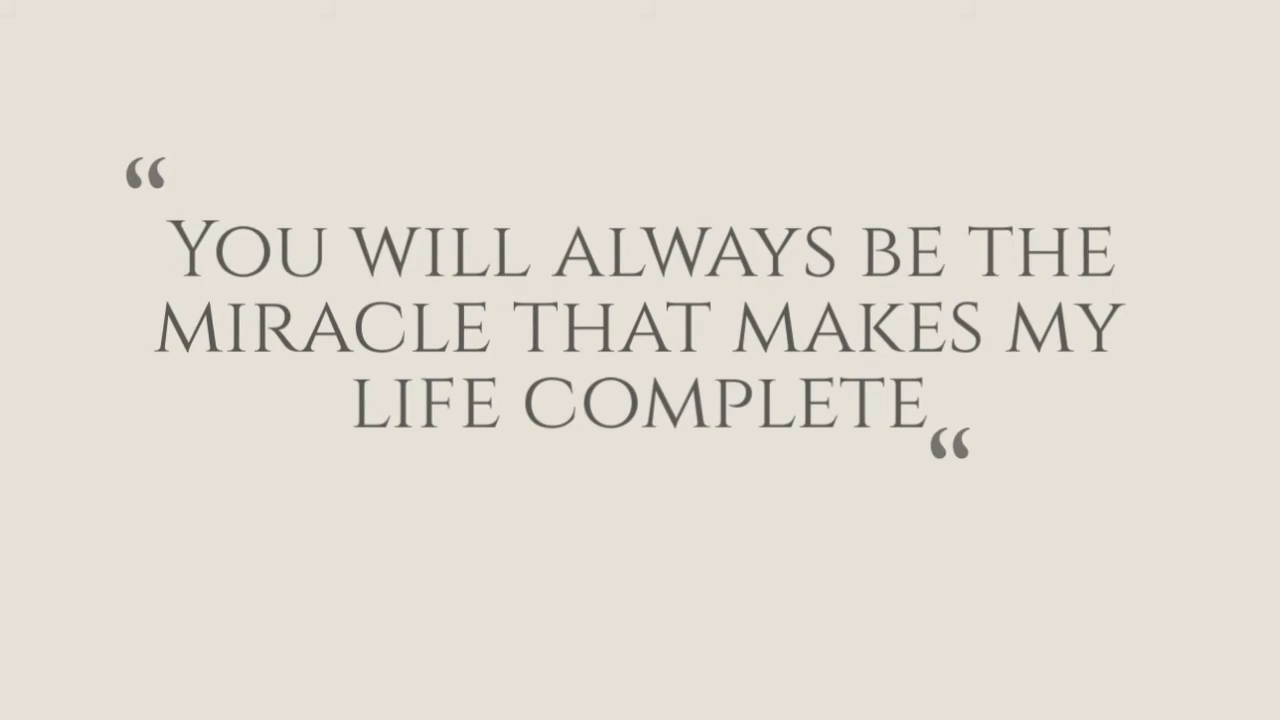 “
You will always be the
miracle that makes my
life complete
“